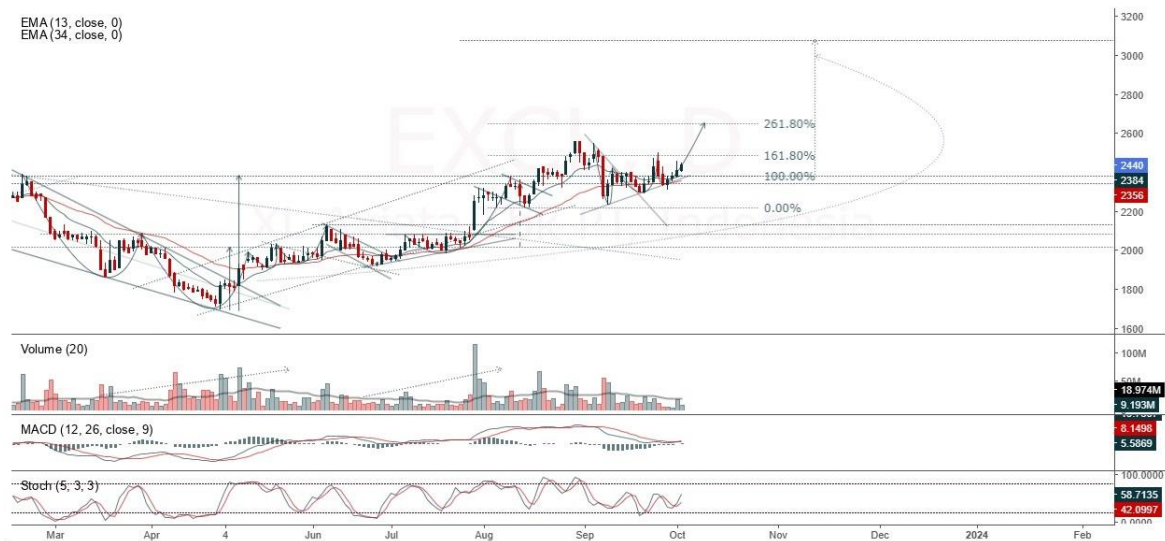 EMA (13, close, 0)
EMA (34, close, 0)
3200
3000
2800
2600
2440
2384
2356
2200
2000
1800
1600
261.80%
161.80%
100.00%
0.00%
Volume (20)
100M
18.974M
9.193M
MACD (12, 26, close, 9)
8.1498
5.5869
Stoch (5, 3, 3)
100.0000
58.7135
42.0997
0.0000
Mar
Apr
4
Jun
Jul
Aug
Sep
Oct
Nov
Dec
2024
Feb